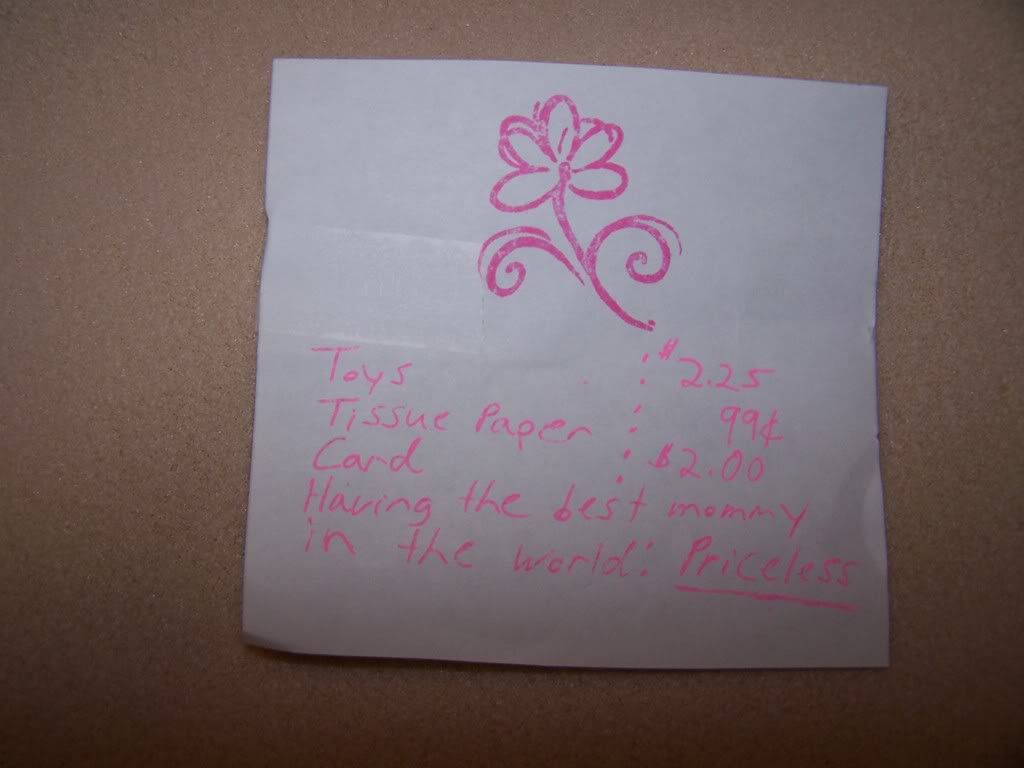 Toys : $2.25
Tissue Paper : 99¢
Card : $2.00
Having the best mommy
in the world: Priceless